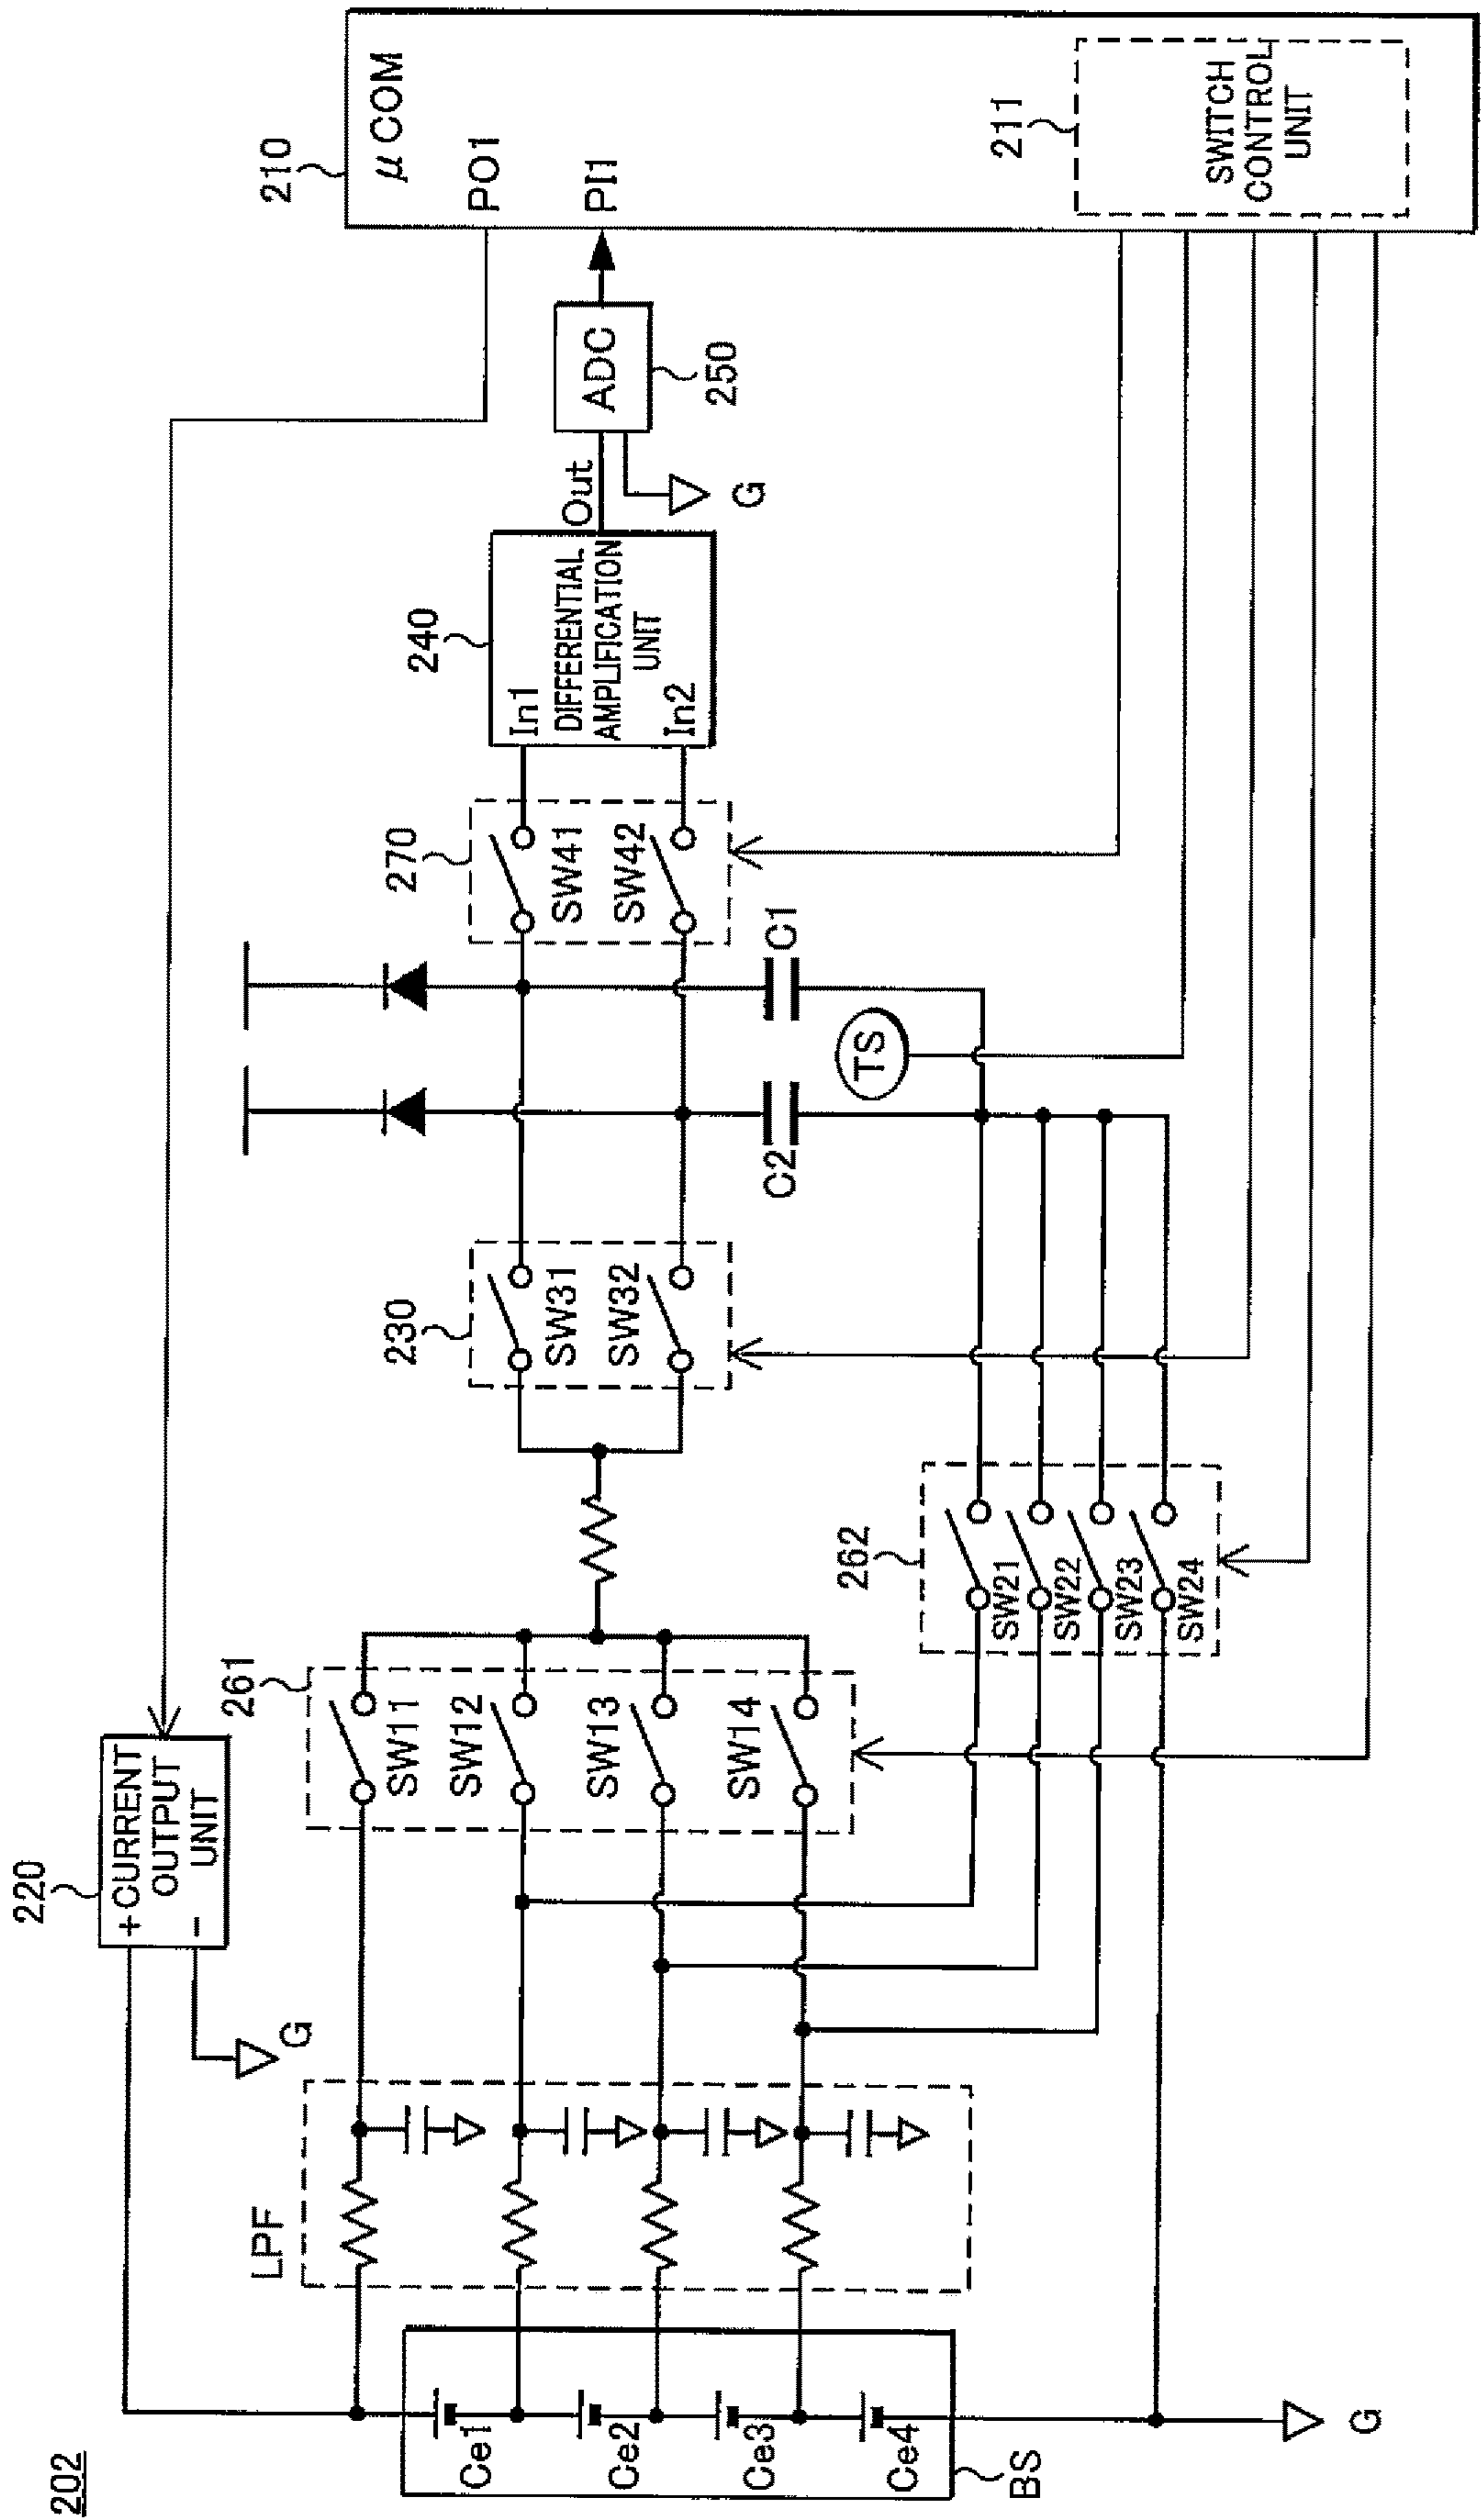 202
220
+
CURRENT
OUTPUT
UNIT
-
G
210
μCOM
PO1
PI1
211
SWITCH
CONTROL
UNIT
LPF
261
SW11
SW12
SW13
SW14
230
SW31
SW32
270
SW41
SW42
240
In1
DIFFERENTIAL
AMPLIFICATION
UNIT
In2
Out
ADC
250
G
C1
C2
TS
262
SW21
SW22
SW23
SW24
Ce1
Ce2
Ce3
Ce4
BS
G